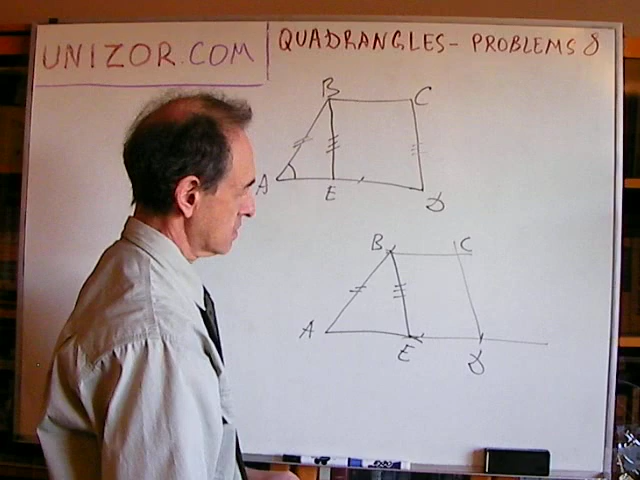 UNIZOR.COM
QUADRANGLES - PROBLEMS 8
B C
A E D
B C
A E D